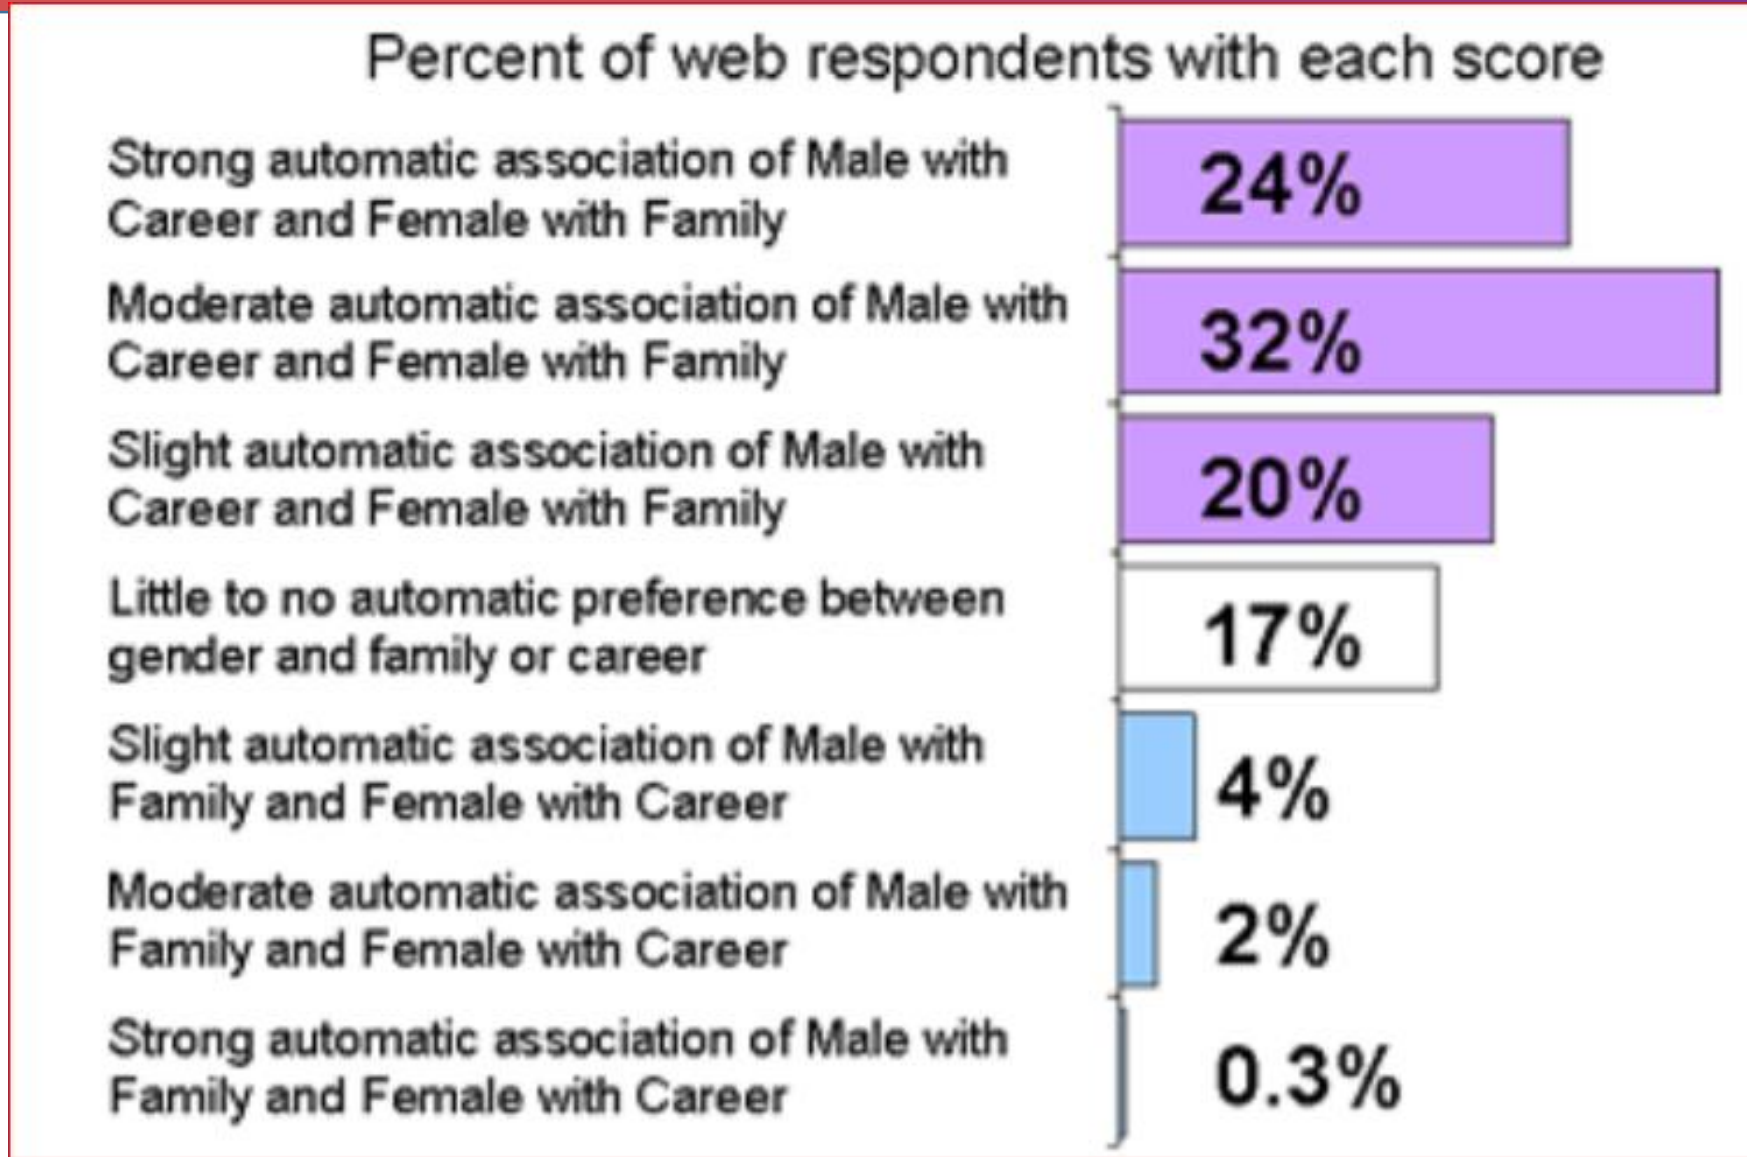 Percent of web respondents with each score
Strong automatic association of Male with
Career and Female with Family
24%
Moderate automatic association of Male with
Career and Female with Family
32%
Slight automatic association of Male with
Career and Female with Family
20%
Little to no automatic preference between
gender and family or career
17%
Slight automatic association of Male with
Family and Female with Career
4%
Moderate automatic association of Male with
Family and Female with Career
2%
Strong automatic association of Male with
Family and Female with Career
0.3%